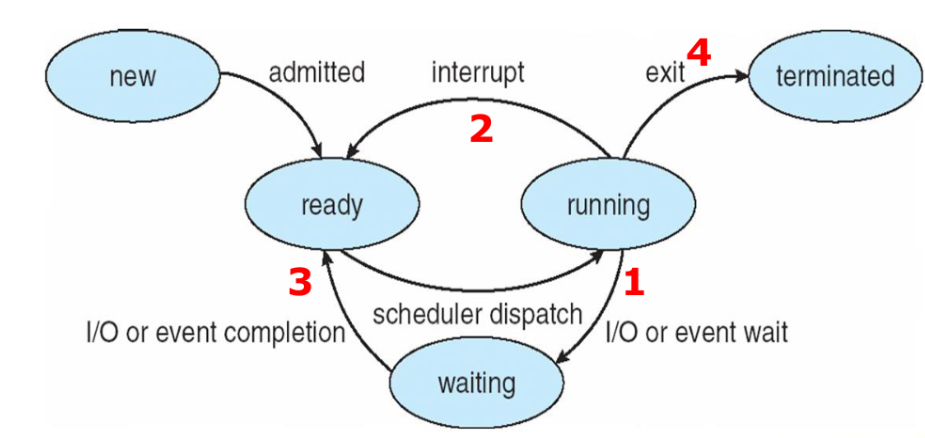 new
admitted
interrupt
exit
4
terminated
2
ready
running
3
1
scheduler dispatch
I/O or event completion
I/O or event wait
waiting